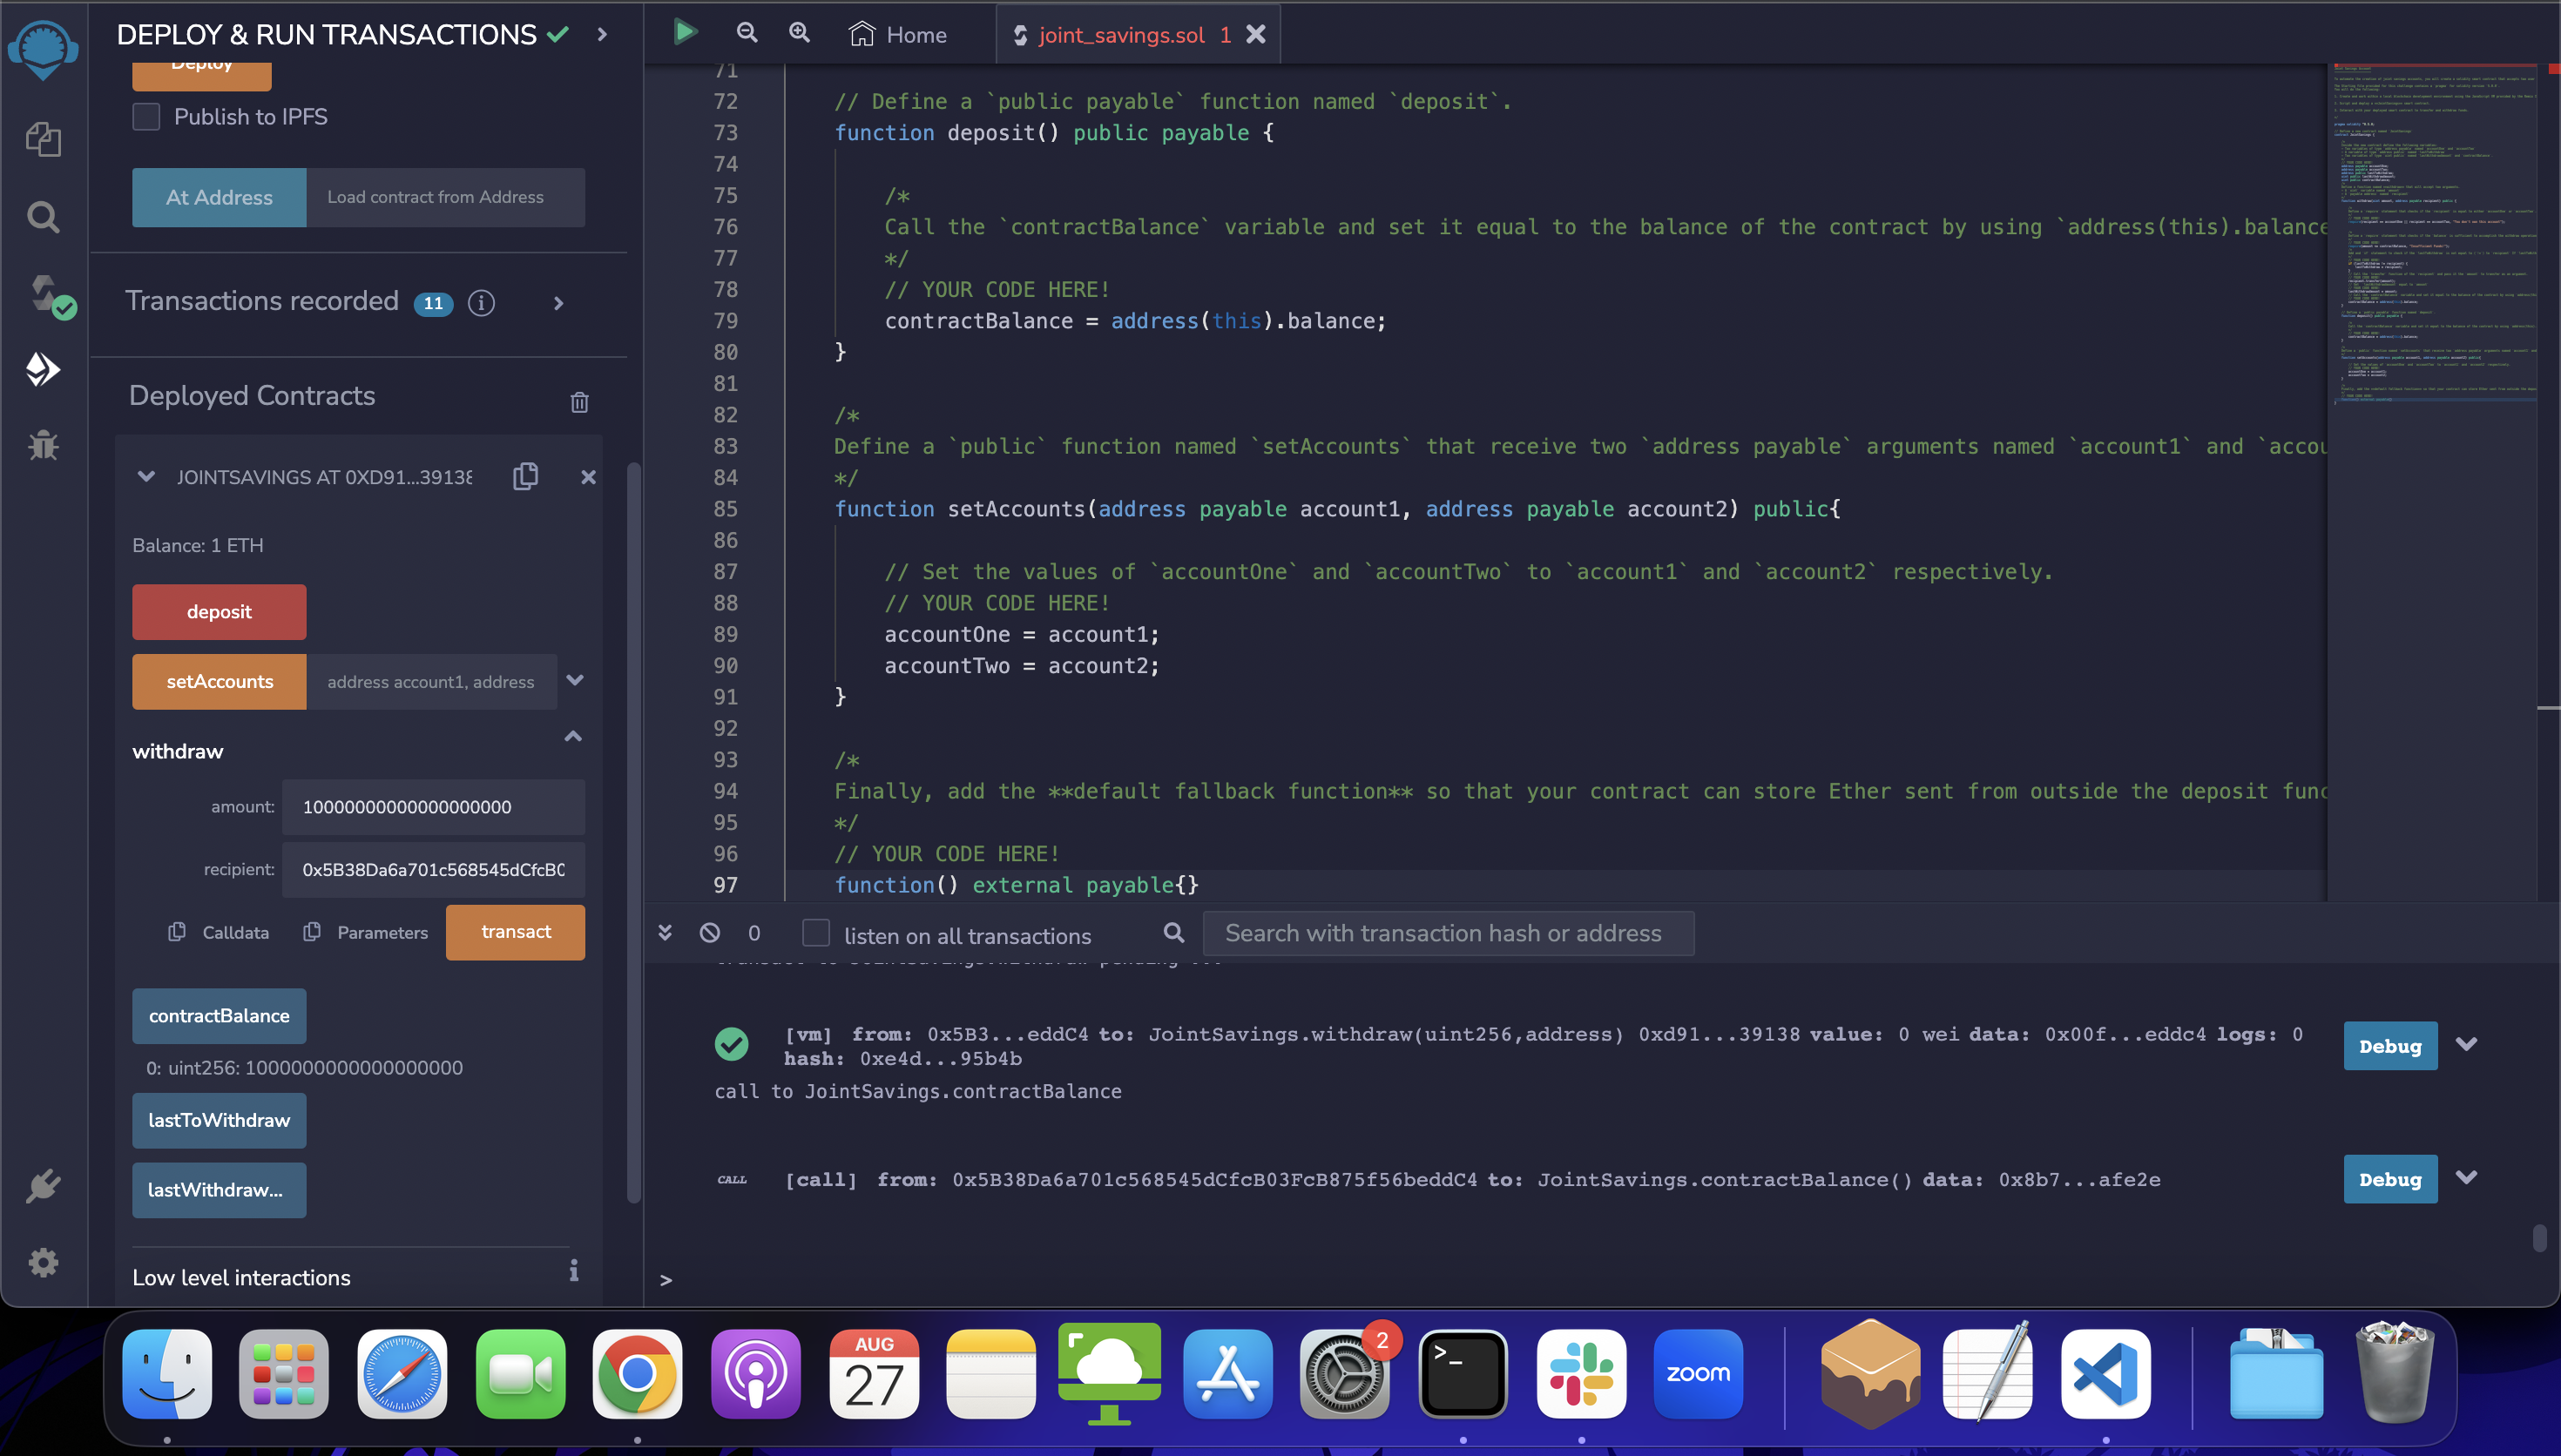 DEPLOY & RUN TRANSACTIONS
Home
joint_savings.sol 1
Deploy
Publish to IPFS
At Address Load contract from Address
Transactions recorded 11
Deployed Contracts
JOINTSAVINGS AT 0XD91...39138
Balance: 1 ETH
deposit
setAccounts address account1, address
withdraw
amount: 10000000000000000000
recipient: 0x5B38Da6a701c568545dCfcB0
Calldata Parameters transact
contractBalance
0: uint256: 1000000000000000000
lastToWithdraw
lastWithdraw...
Low level interactions
71
72 // Define a `public payable` function named `deposit`.
73 function deposit() public payable {
74
75 /*
76 Call the `contractBalance` variable and set it equal to the balance of the contract by using `address(this).balance
77 */
78 // YOUR CODE HERE!
79 contractBalance = address(this).balance;
80 }
81
82 /*
83 Define a `public` function named `setAccounts` that receive two `address payable` arguments named `account1` and `accou
84 */
85 function setAccounts(address payable account1, address payable account2) public{
86
87 // Set the values of `accountOne` and `accountTwo` to `account1` and `account2` respectively.
88 // YOUR CODE HERE!
89 accountOne = account1;
90 accountTwo = account2;
91 }
92
93 /*
94 Finally, add the **default fallback function** so that your contract can store Ether sent from outside the deposit func
95 */
96 // YOUR CODE HERE!
97 function() external payable{}
0 listen on all transactions Search with transaction hash or address
transact to JointSavings.withdraw pending ...
[vm] from: 0x5B3...eddC4 to: JointSavings.withdraw(uint256,address) 0xd91...39138 value: 0 wei data: 0x00f...eddc4 logs: 0
hash: 0xe4d...95b4b
Debug
call to JointSavings.contractBalance
CALL [call] from: 0x5B38Da6a701c568545dCfcB03FcB875f56beddC4 to: JointSavings.contractBalance() data: 0x8b7...afe2e
Debug
>
AUG
27
2
>_
zoom